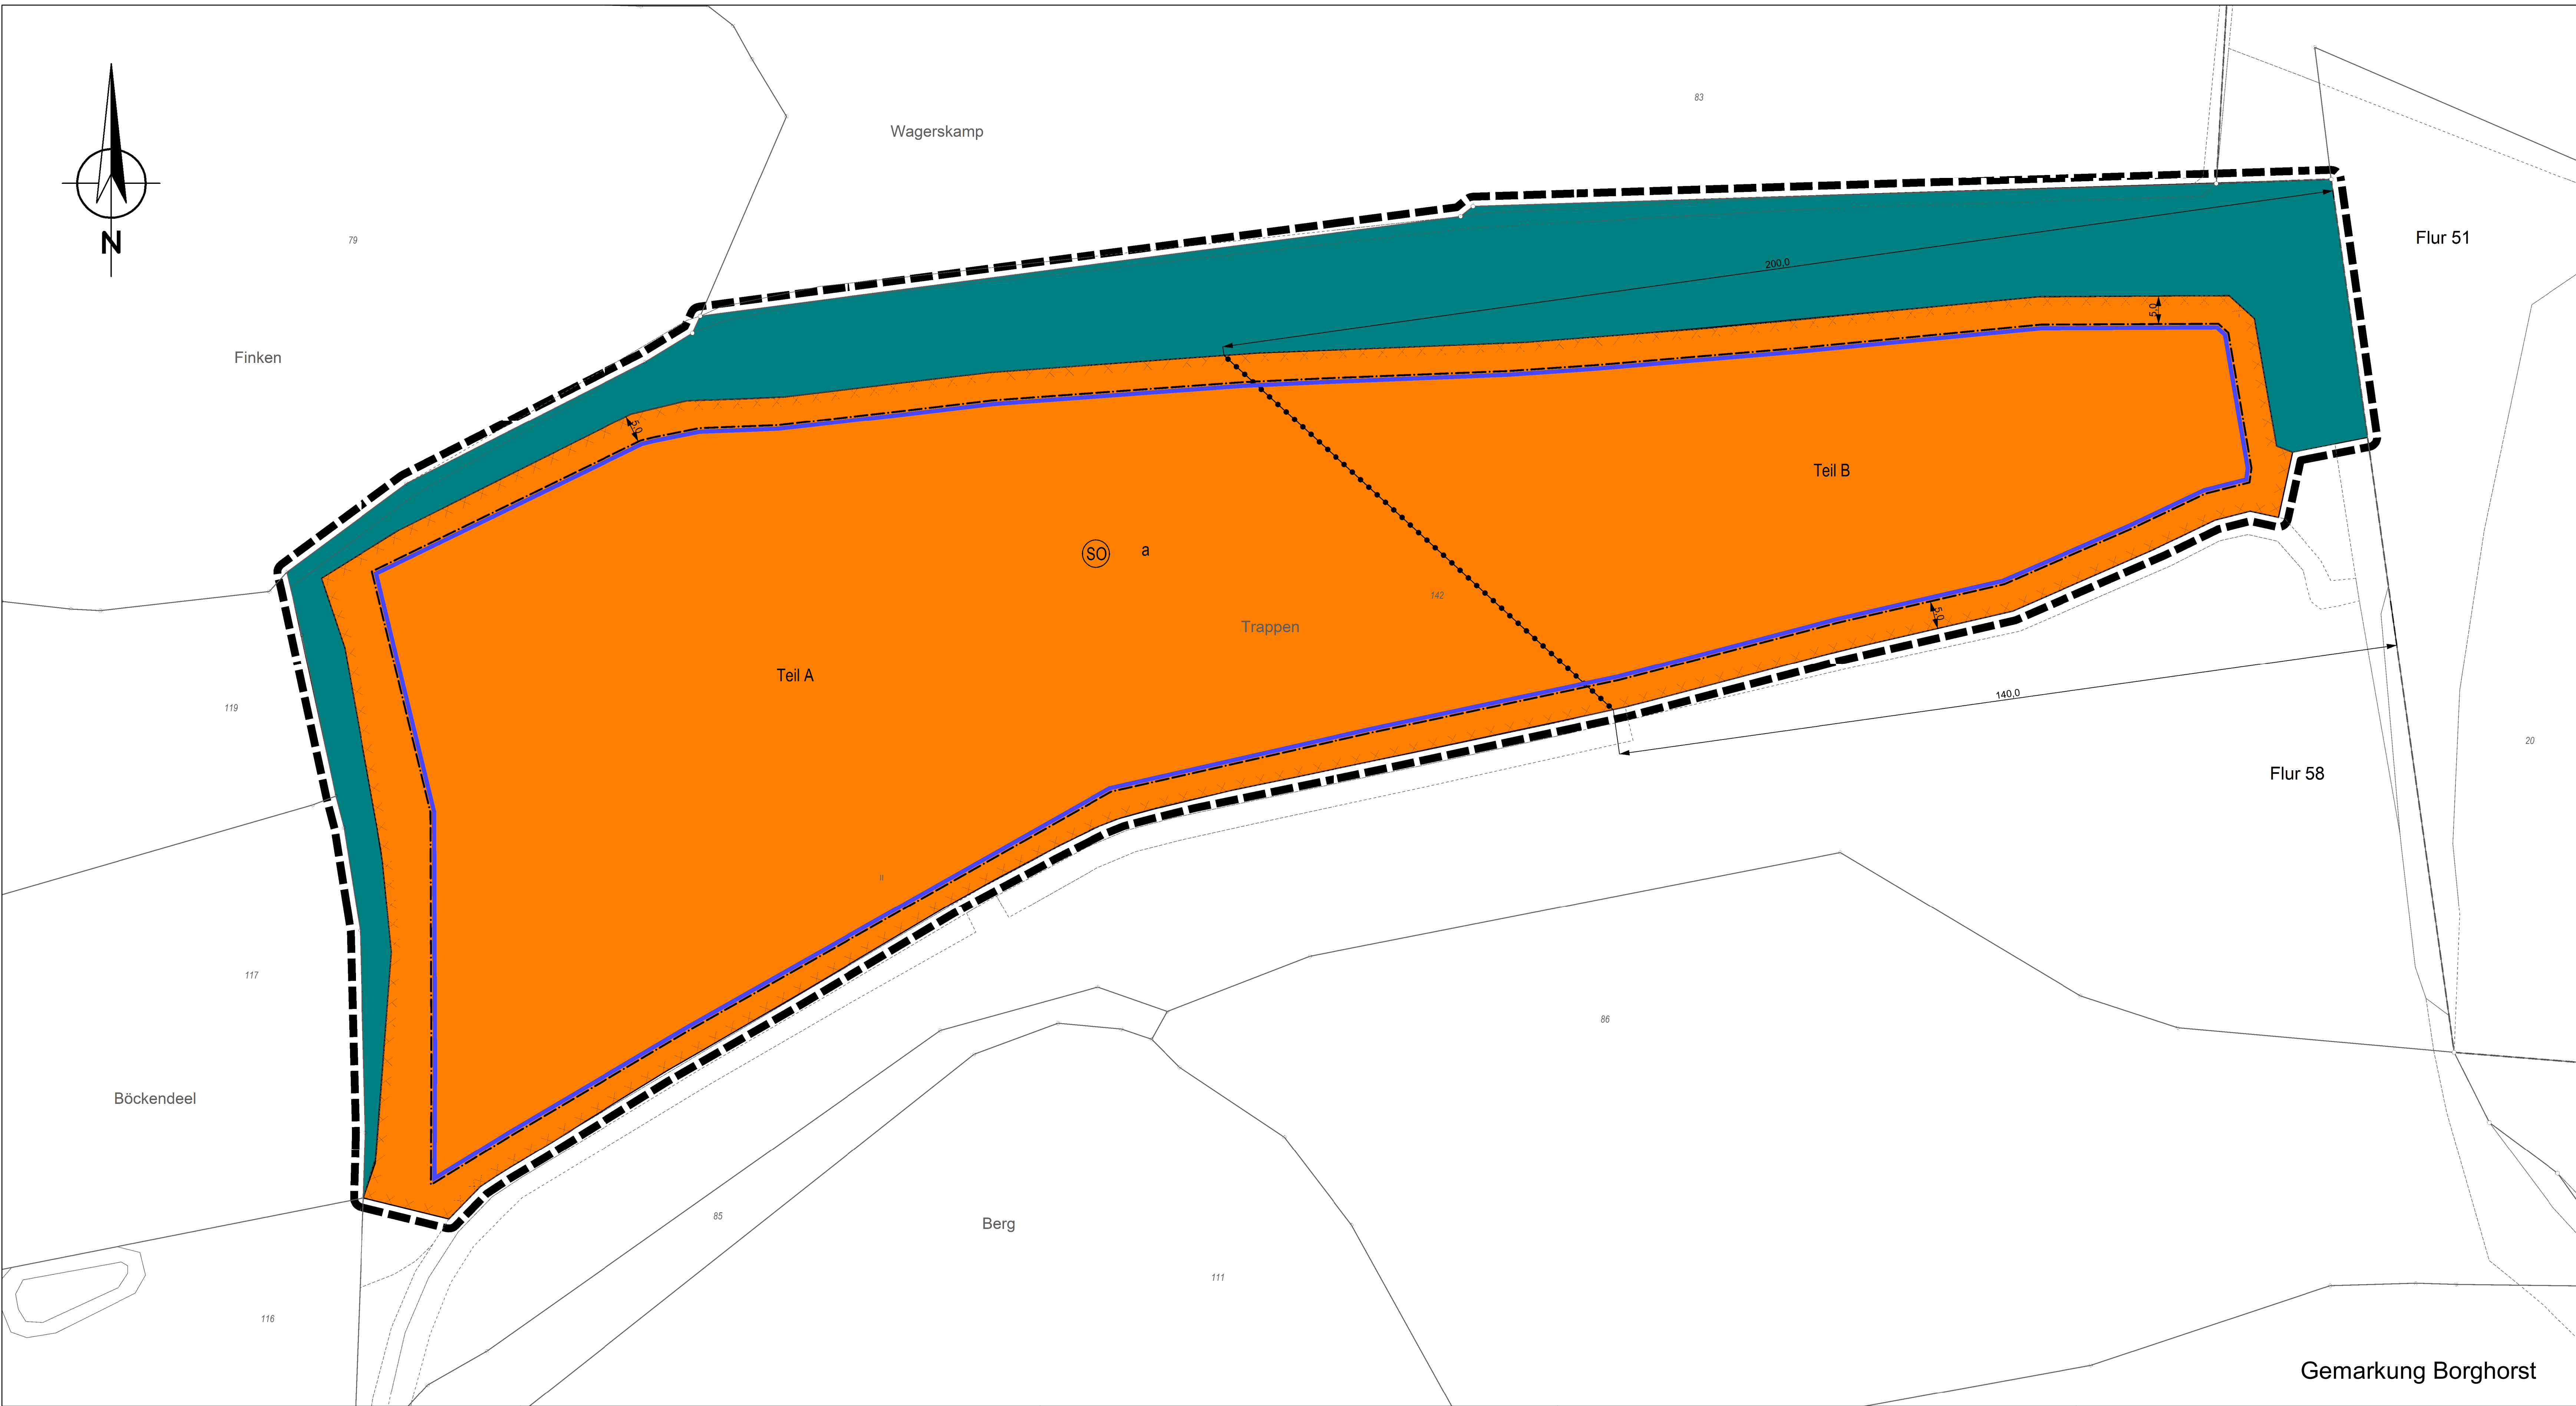 83
Wagerskamp
N
79
Flur 51
200,0
5,0
Finken
5,0
Teil B
SO
a
142
5,0
Trappen
Teil A
140,0
119
20
Flur 58
II
117
86
Böckendeel
85
Berg
111
116
Gemarkung Borghorst